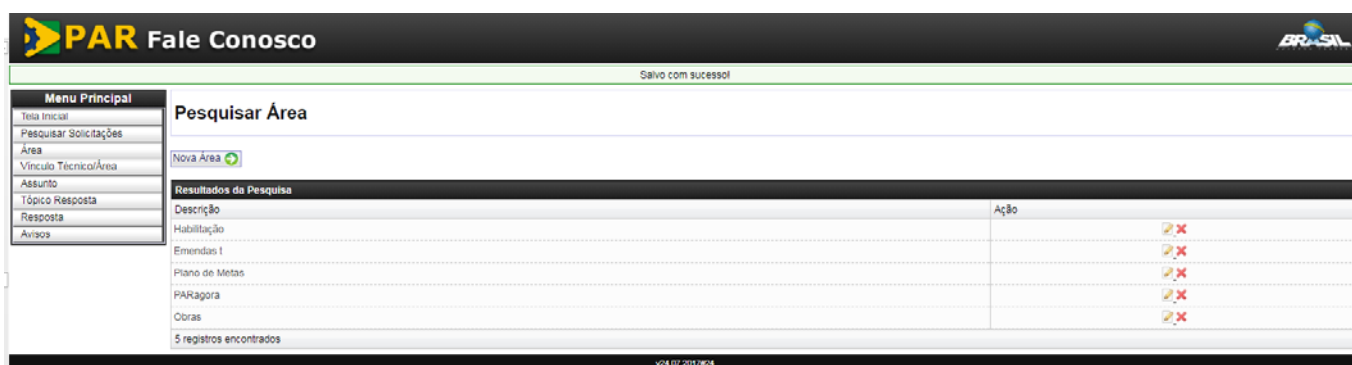 PAR Fale Conosco
BRASIL
Salvo com sucesso!
Menu Principal
Tela Inicial
Pesquisar Solicitações
Área
Vínculo Técnico/Área
Assunto
Tópico Resposta
Resposta
Avisos
Pesquisar Área
Nova Área
Resultados da Pesquisa
Descrição Ação
Habilitação
Emendas t
Plano de Metas
PARagora
Obras
5 registros encontrados